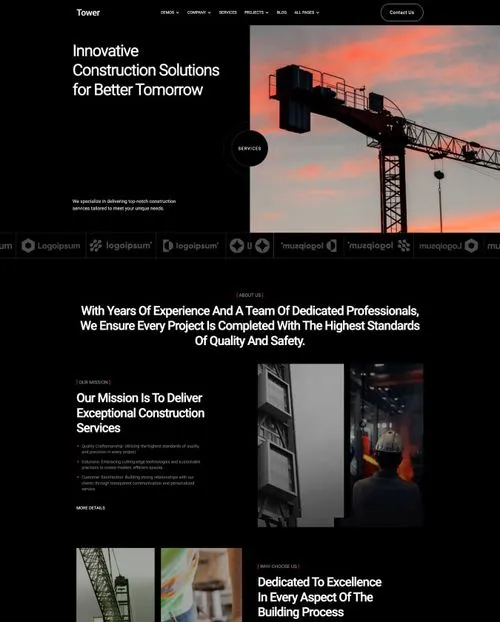 Tower
DEMOS
COMPANY
SERVICES
PROJECTS
BLOG
ALL PAGES
Contact Us
Innovative
Construction Solutions
for Better Tomorrow
SERVICES
We specialize in delivering top-notch construction
services tailored to meet your unique needs.
um
Logoipsum
logoipsum'
logoipsum
U
logoipsum
logoipsum'
Logoipsum
mu
[ ABOUT US ]
With Years Of Experience And A Team Of Dedicated Professionals,
We Ensure Every Project Is Completed With The Highest Standards
Of Quality And Safety.
[ OUR MISSION ]
Our Mission Is To Deliver
Exceptional Construction
Services
Quality Craftsmanship: Utilizing the highest standards of quality
and precision in every project.
Solutions: Embracing cutting-edge technologies and sustainable
practices to create modern, efficient spaces.
Customer Satisfaction: Building strong relationships with our
clients through transparent communication and personalized
service.
MORE DETAILS
[ WHY CHOOSE US ]
Dedicated To Excellence
In Every Aspect Of The
Building Process